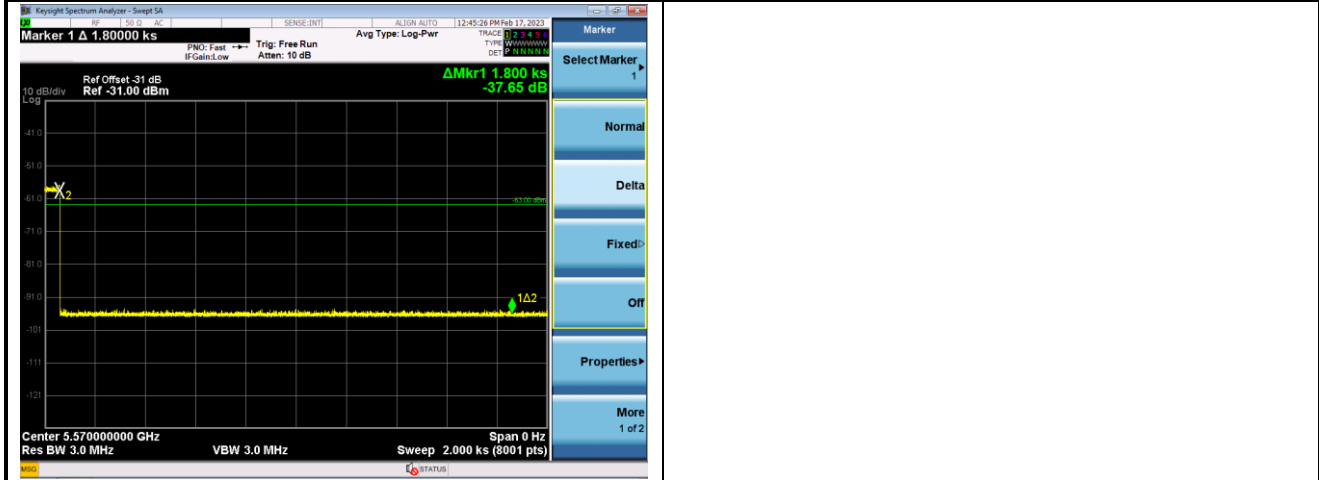 Keysight Spectrum Analyzer - Swept SA
RF 50 Ω AC SENSE:INT ALIGN AUTO 12:45:26 PM Feb 17, 2023
Marker 1 Δ 1.80000 ks
PNO: Fast
IFGain:Low
Trig: Free Run
Atten: 10 dB
Avg Type: Log-Pwr
TRACE 1 2 3 4 5 6
TYPE WWWWWW
DET P N N N N N
Ref Offset -31 dB
10 dB/div Ref -31.00 dBm
Log
ΔMkr1 1.800 ks
-37.65 dB
-41.0
-51.0
-61.0
-71.0
-81.0
-91.0
-101
-111
-121
2
-63.00 dBm
1Δ2
Center 5.570000000 GHz Span 0 Hz
Res BW 3.0 MHz VBW 3.0 MHz Sweep 2.000 ks (8001 pts)
MSG STATUS
Marker
Select Marker
1
Normal
Delta
Fixed
Off
Properties
More
1 of 2